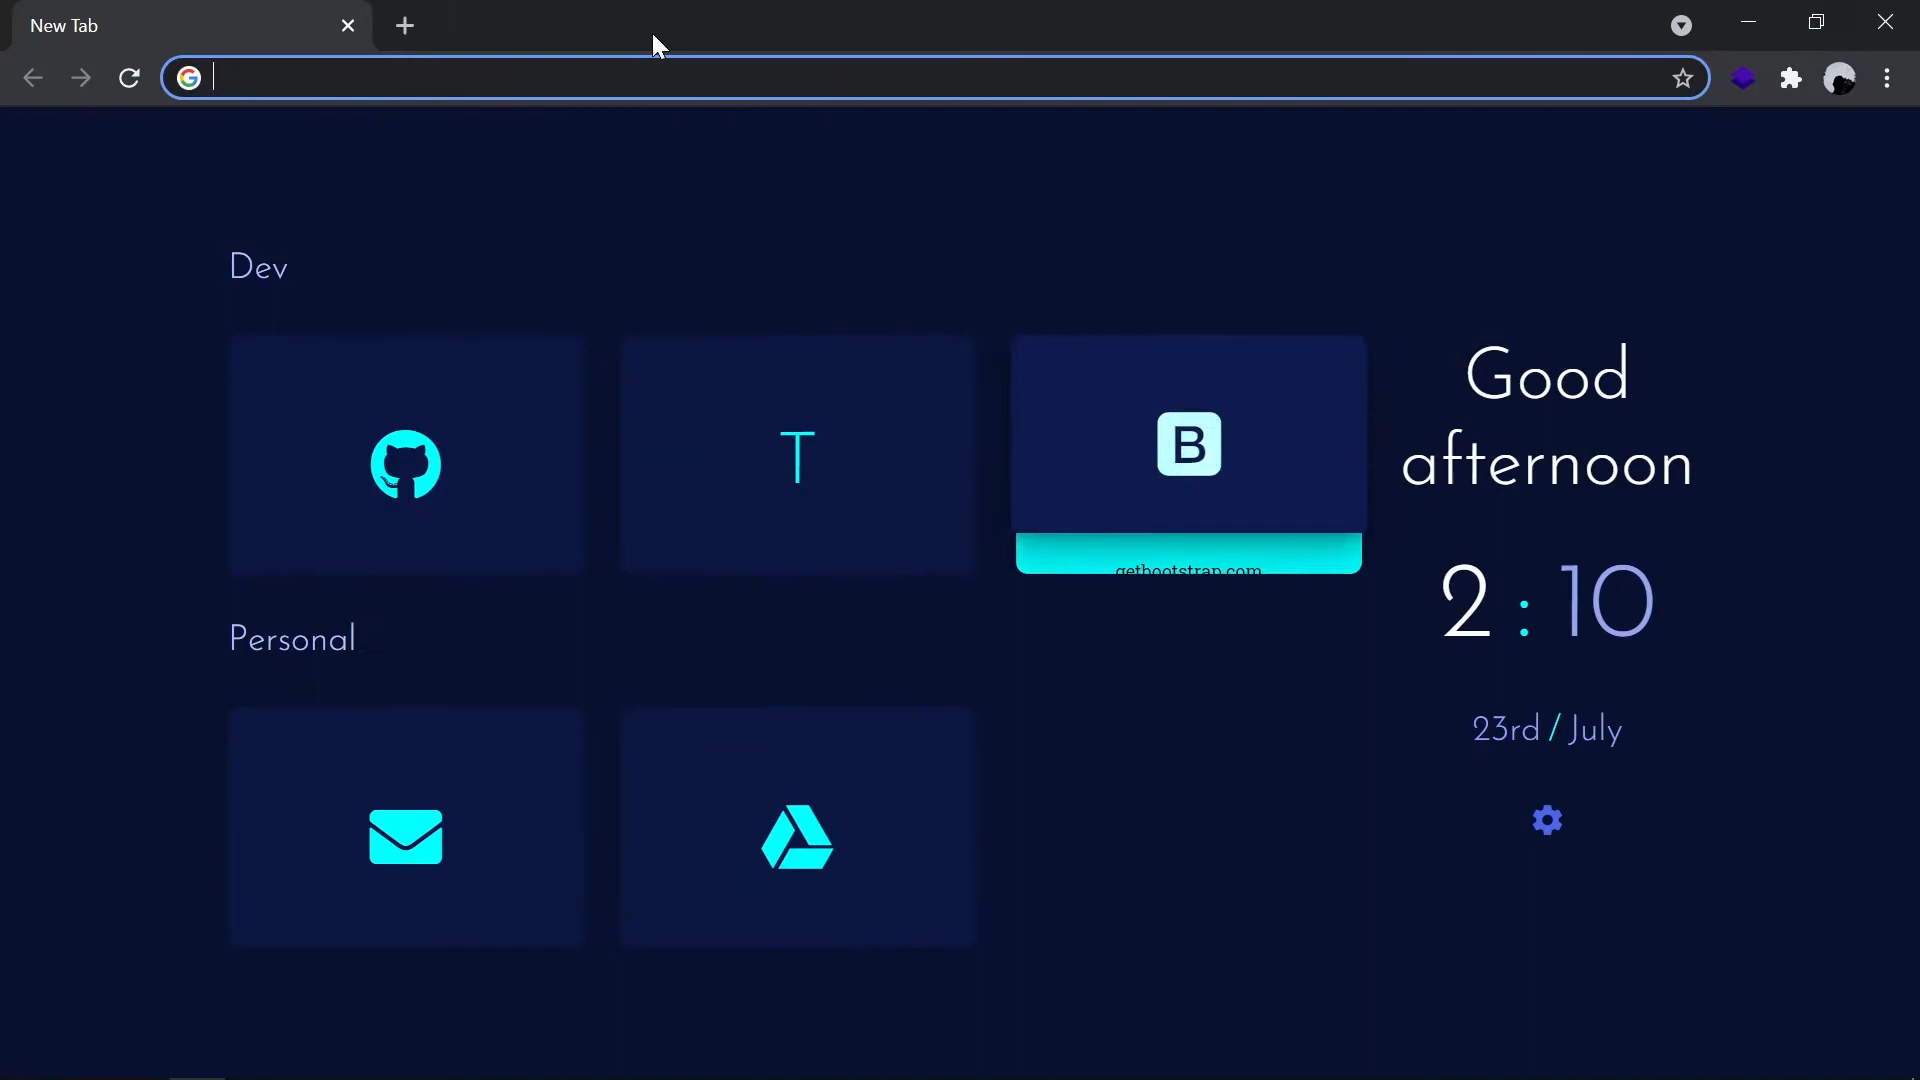 New Tab
Dev
T
B
getbootstrap.com
Good
afternoon
2 : 10
23rd / July
Personal